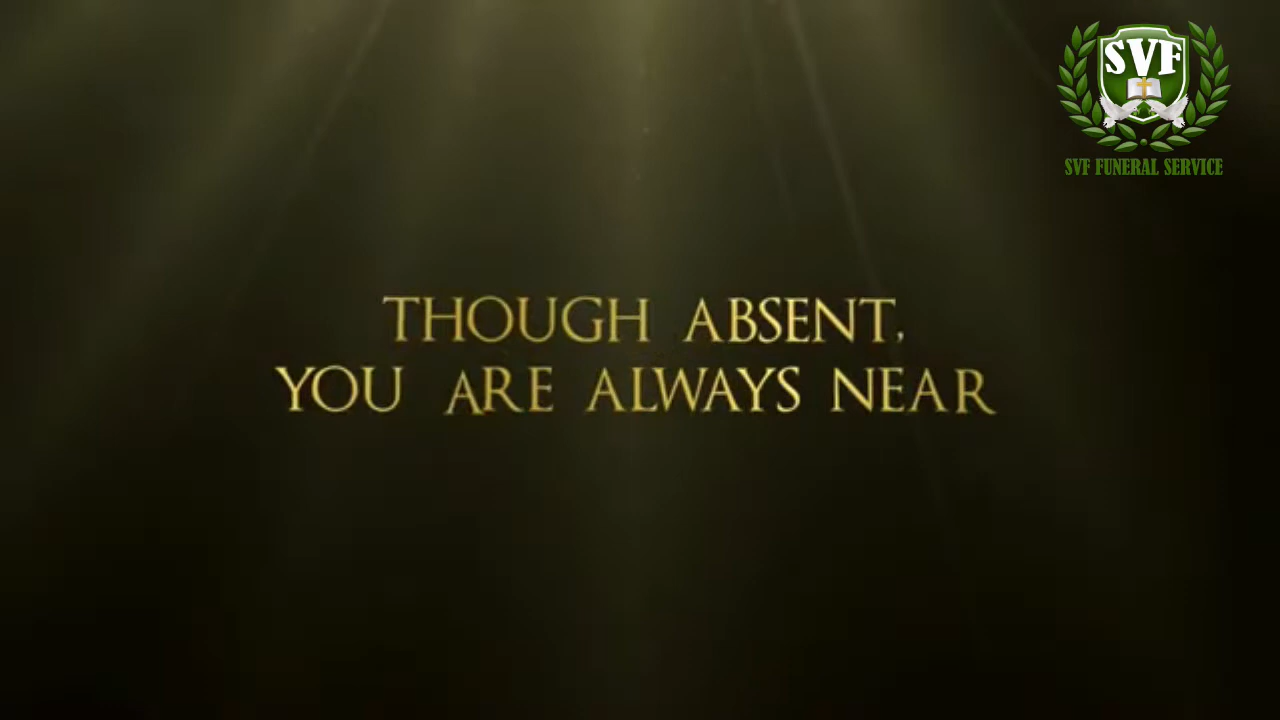 SVF
SVF FUNERAL SERVICE
THOUGH ABSENT,
YOU ARE ALWAYS NEAR